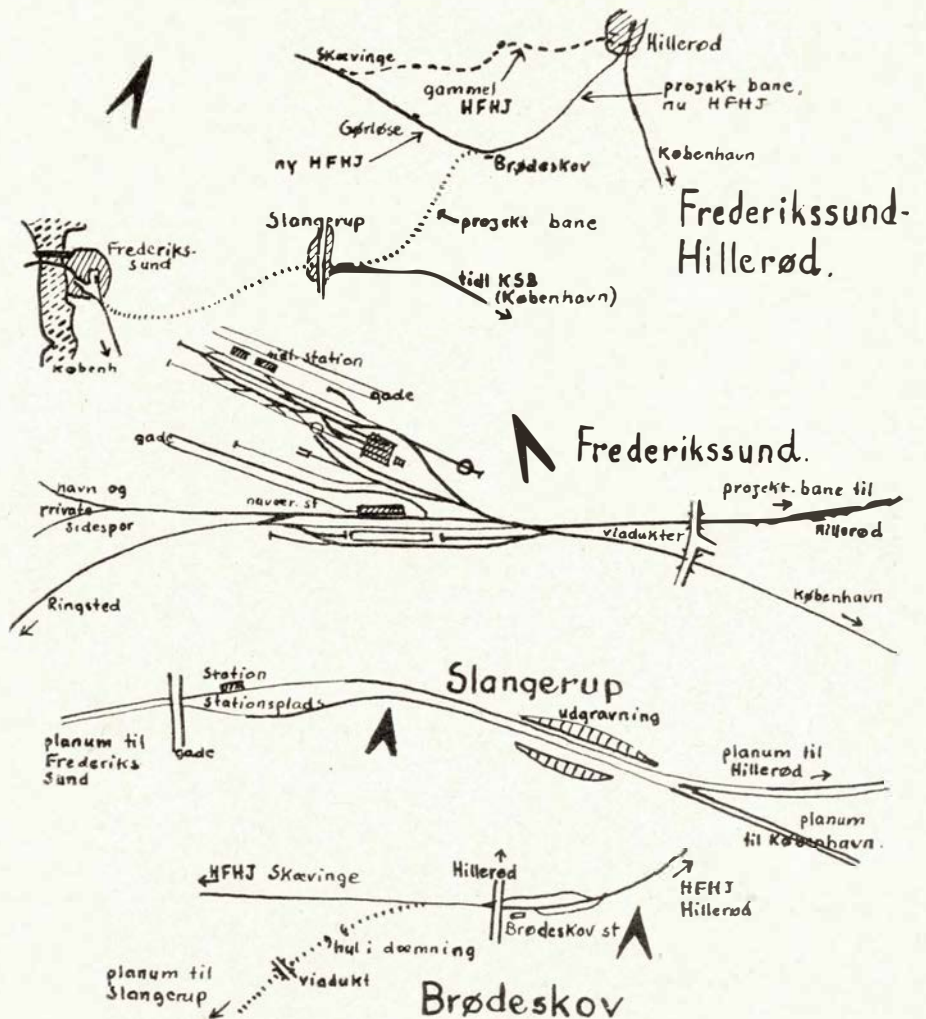 Hillerød
Skævinge
gammel
HFHJ
projekt bane,
nu HFHJ
Gørløse
ny HFHJ
Brødeskov
København
Frederikssund-
Hillerød.
projekt bane
Slangerup
Frederiks-
sund
tidl KSB
(København)
Københ
station
gade
gade
Frederikssund.
navn og
private
sidespor
navær. st
projekt. bane til
Hillerød
viadukter
København
Ringsted
Station
Stationsplads
Slangerup
udgravning
gade
planum til
Frederiks
Sund
planum til
Hillerød
planum
til København.
HFHJ Skævinge
Hillerød
HFHJ
Hillerød
Brødeskov st
hul i dæmning
viadukt
planum til
Slangerup
Brødeskov